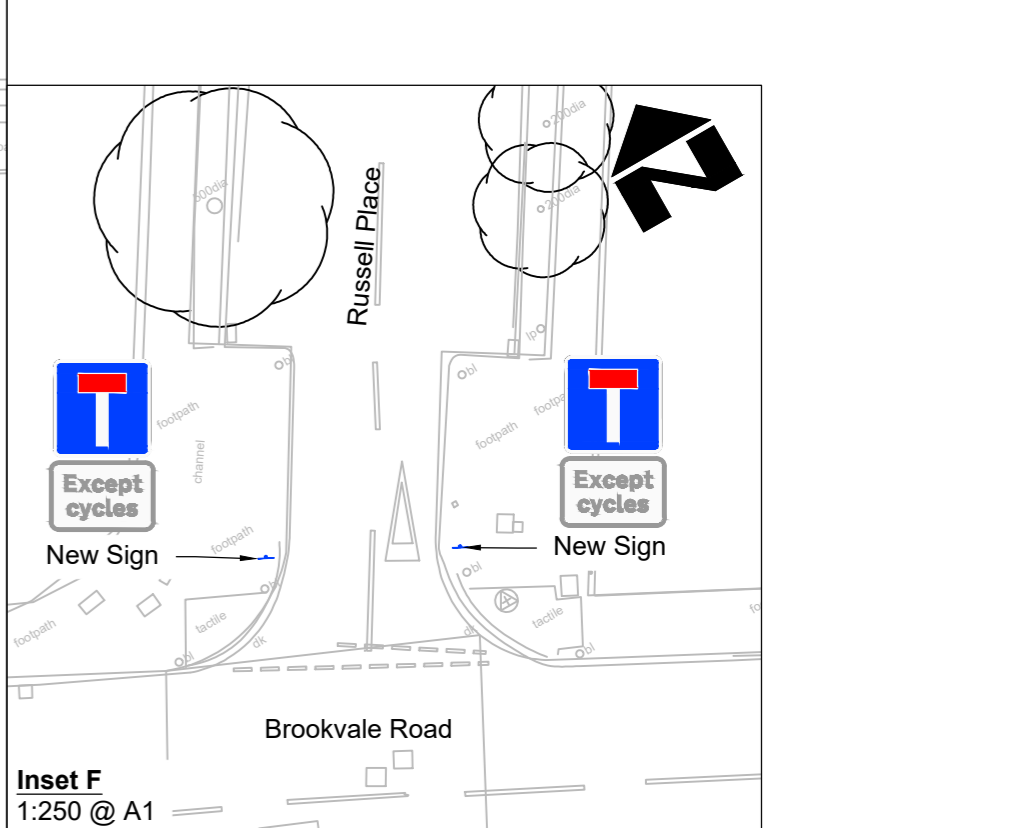 200dia
500dia
200dia
Russell Place
lp
bl
bl
footpath
footpath
footpath
channel
Except
cycles
Except
cycles
footpath
New Sign
New Sign
bl
bl
footpath
tactile
tactile
dk
dk
bl
bl
Brookvale Road
Inset F
1:250 @ A1